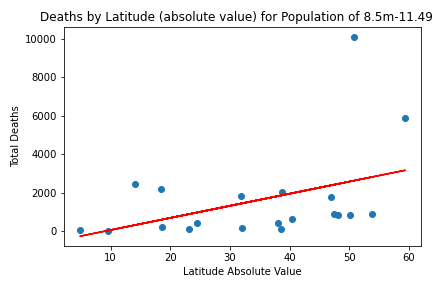 Deaths by Latitude (absolute value) for Population of 8.5m-11.49
10000
8000
6000
4000
2000
0
Total Deaths
10 20 30 40 50 60
Latitude Absolute Value